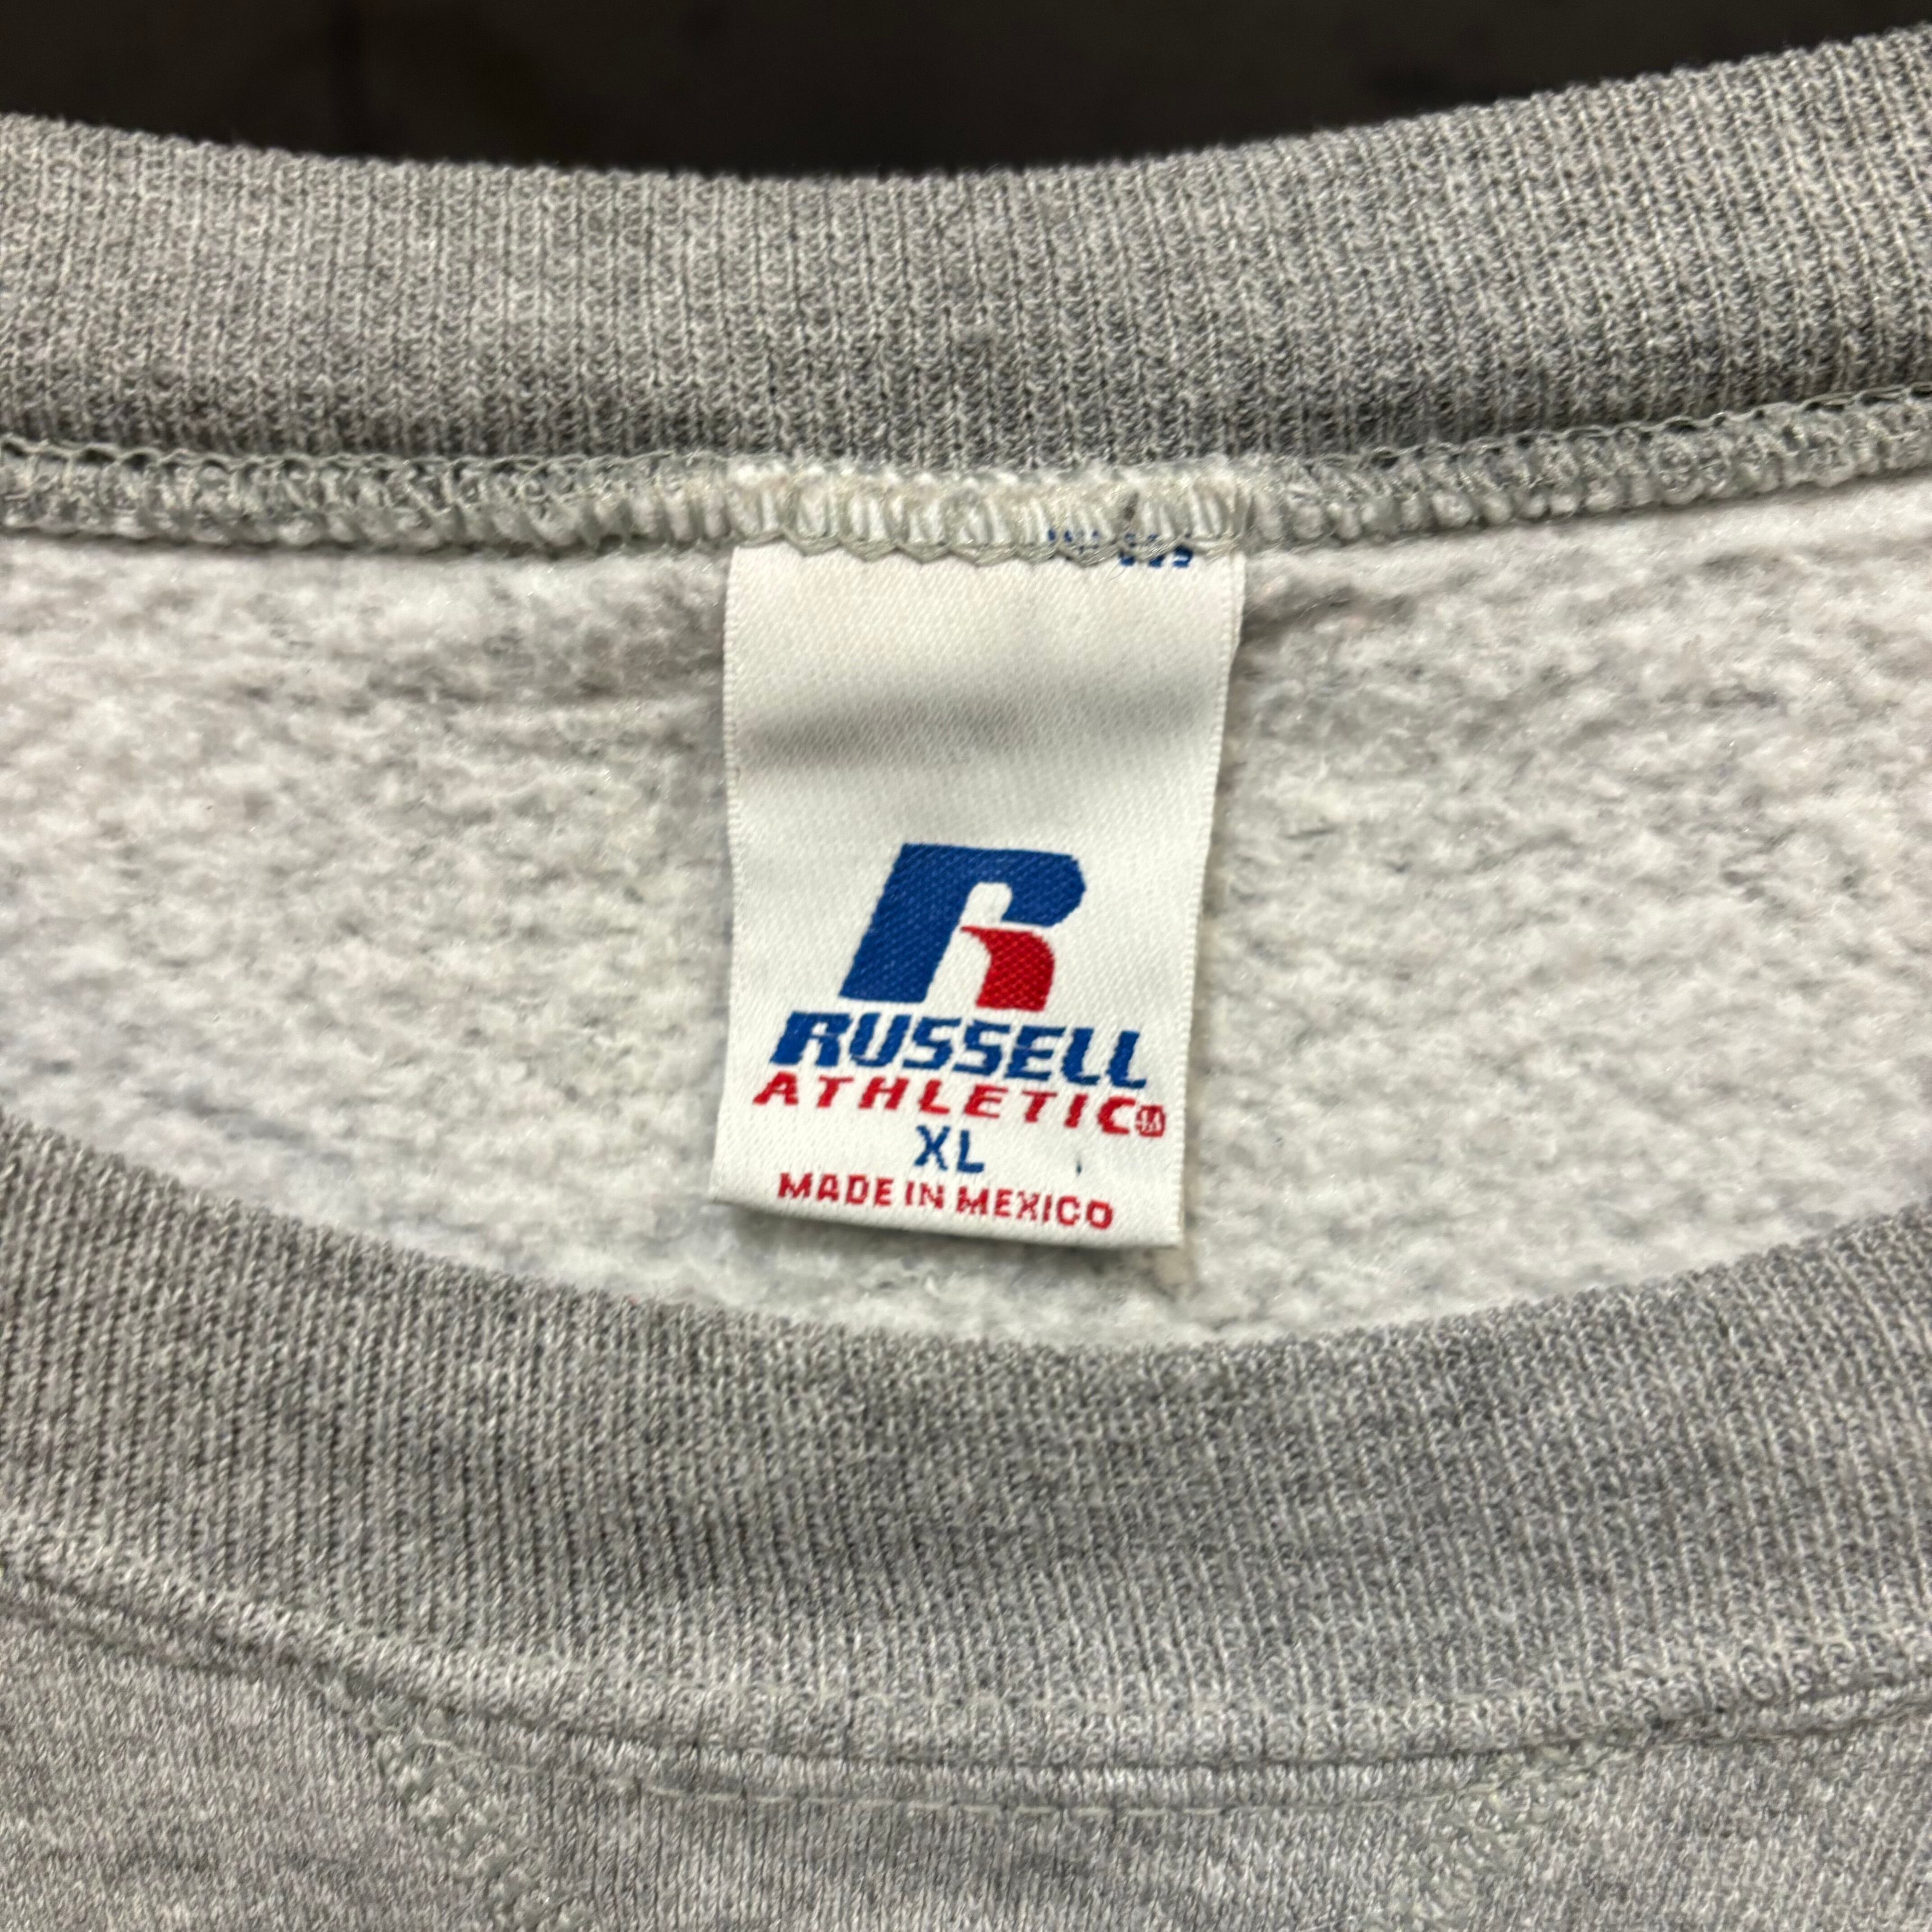 RUSSELL
ATHLETIC®
XL
MADE IN MEXICO